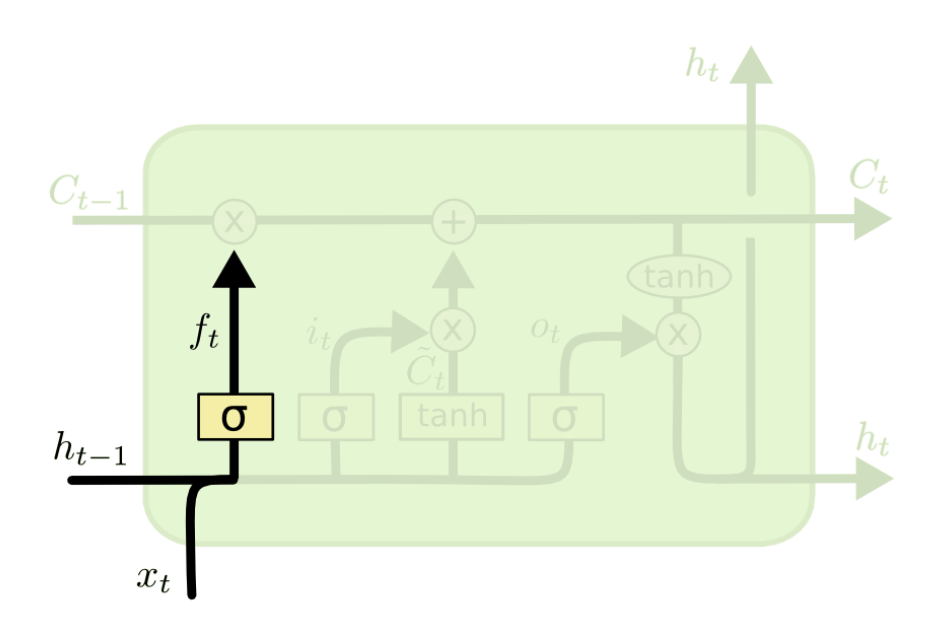 h_t
C_{t-1}
C_t
x
+
tanh
f_t
i_t
x
o_t
x
\tilde{C}_t
σ
σ
tanh
σ
h_{t-1}
h_t
x_t